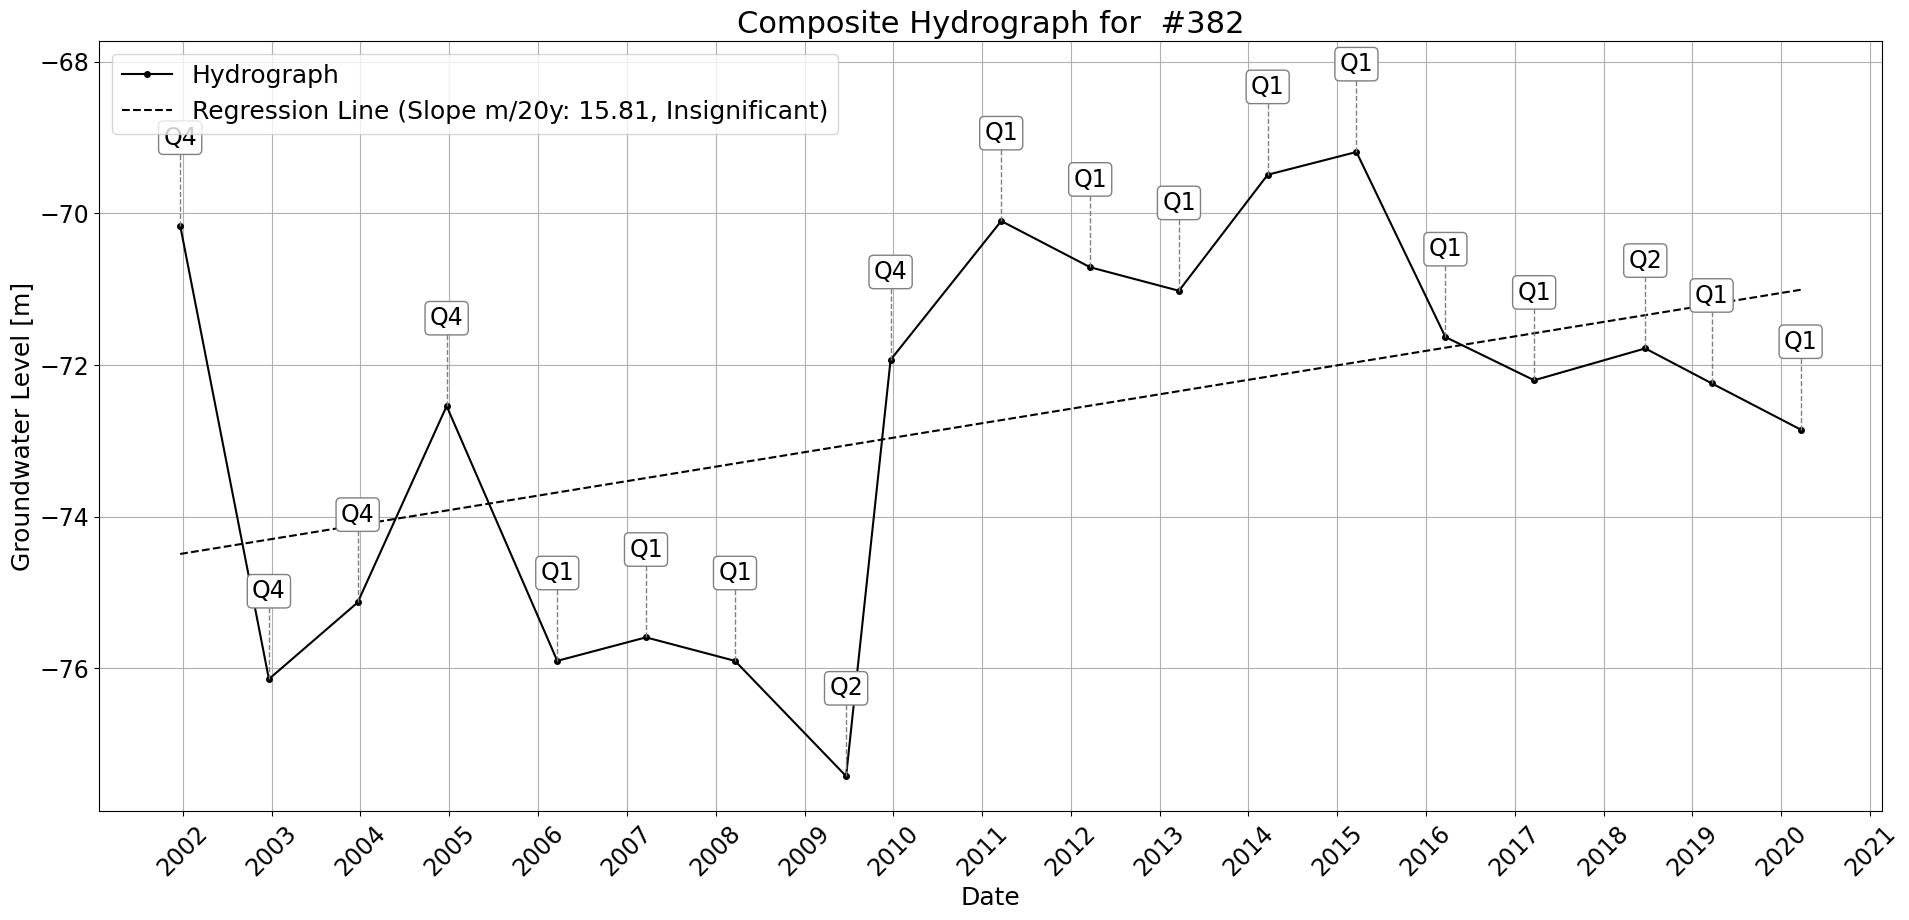 Composite Hydrograph for  #382
Hydrograph
Regression Line (Slope m/20y: 15.81, Insignificant)
Groundwater Level [m]
−68
−70
−72
−74
−76
Q4
Q4
Q4
Q4
Q1
Q1
Q1
Q2
Q4
Q1
Q1
Q1
Q1
Q1
Q1
Q1
Q2
Q1
Q1
2002
2003
2004
2005
2006
2007
2008
2009
2010
2011
2012
2013
2014
2015
2016
2017
2018
2019
2020
2021
Date